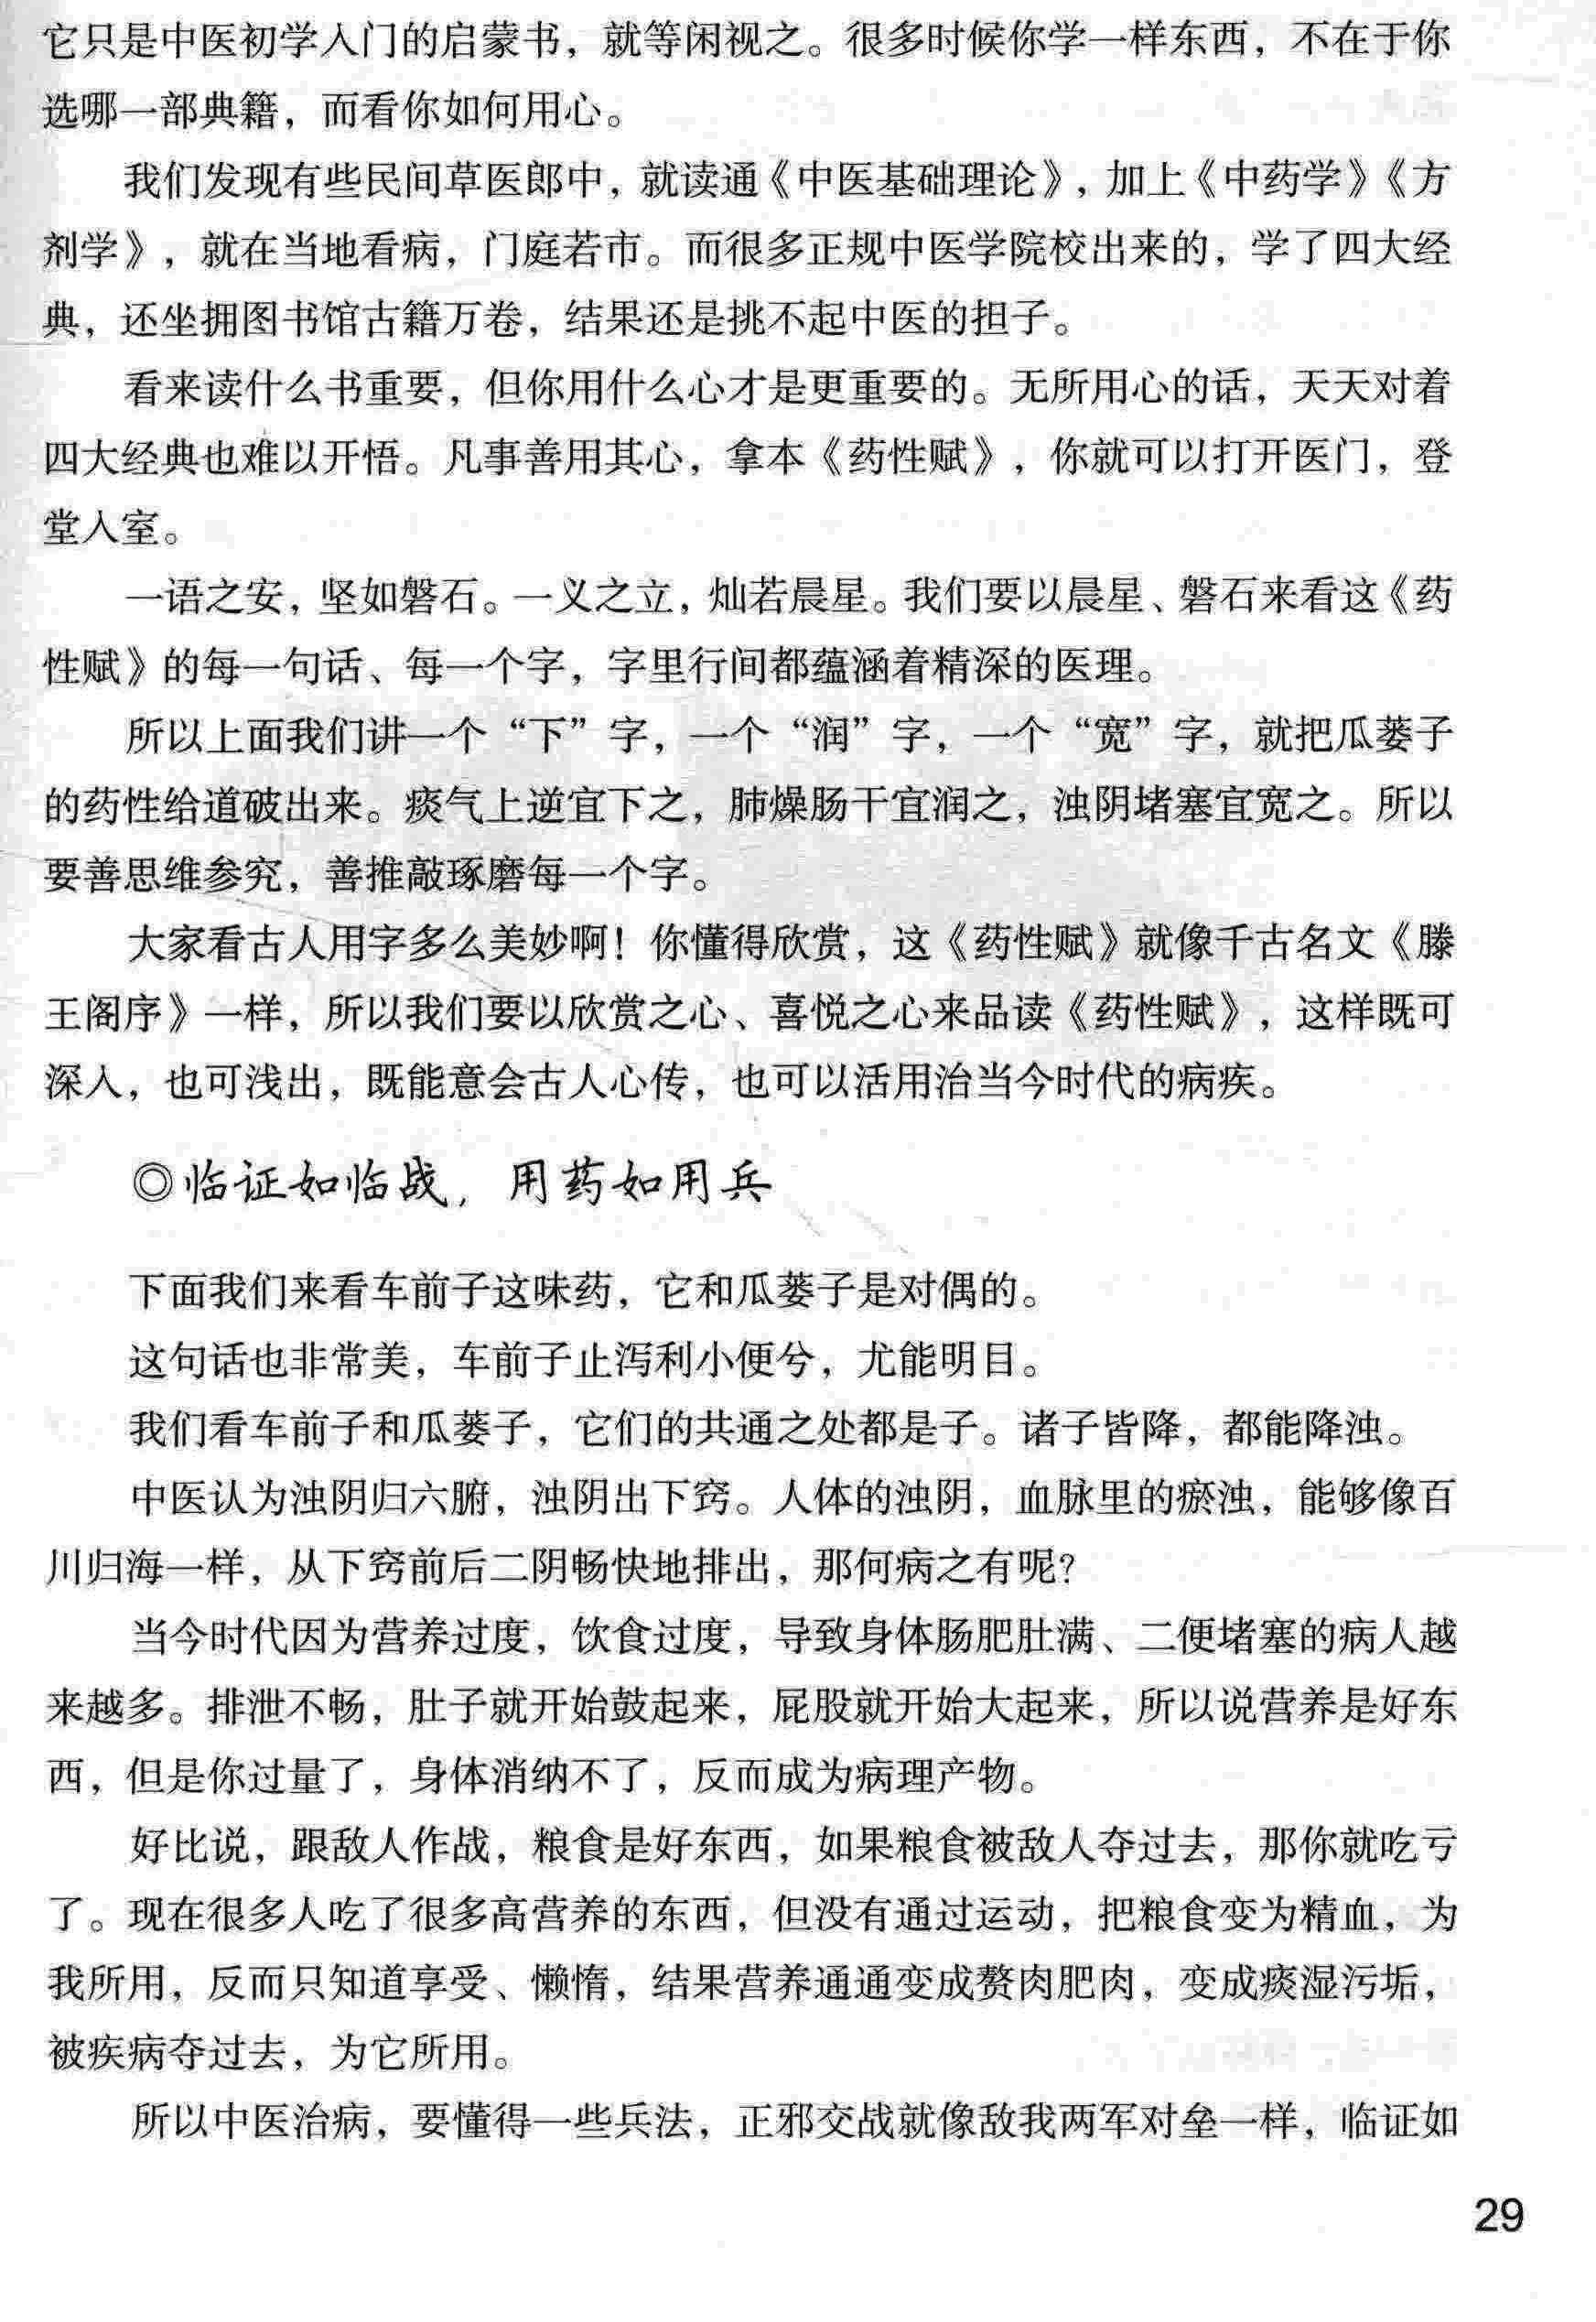 它只是中医初学入门的启蒙书，就等闲视之。很多时候你学一样东西，不在于你
选哪一部典籍，而看你如何用心。
我们发现有些民间草医郎中，就读通《中医基础理论》，加上《中药学》《方
剂学》，就在当地看病，门庭若市。而很多正规中医学院校出来的，学了四大经
典，还坐拥图书馆古籍万卷，结果还是挑不起中医的担子。
看来读什么书重要，但你用什么心才是更重要的。无所用心的话，天天对着
四大经典也难以开悟。凡事善用其心，拿本《药性赋》，你就可以打开医门，登
堂入室。
一语之安，坚如磐石。一义之立，灿若晨星。我们要以晨星、磐石来看这《药
性赋》的每一句话、每一个字，字里行间都蕴涵着精深的医理。
所以上面我们讲一个“下”字，一个“润”字，一个“宽”字，就把瓜蒌子
的药性给道破出来。痰气上逆宜下之，肺燥肠干宜润之，浊阴堵塞宜宽之。所以
要善思维参究，善推敲琢磨每一个字。
大家看古人用字多么美妙啊！你懂得欣赏，这《药性赋》就像千古名文《滕
王阁序》一样，所以我们要以欣赏之心、喜悦之心来品读《药性赋》，这样既可
深入，也可浅出，既能意会古人心传，也可以活用治当今时代的病疾。
◎临证如临战，用药如用兵
下面我们来看车前子这味药，它和瓜蒌子是对偶的。
这句话也非常美，车前子止泻利小便兮，尤能明目。
我们看车前子和瓜蒌子，它们的共通之处都是子。诸子皆降，都能降浊。
中医认为浊阴归六腑，浊阴出下窍。人体的浊阴，血脉里的瘀浊，能够像百
川归海一样，从下窍前后二阴畅快地排出，那何病之有呢？
当今时代因为营养过度，饮食过度，导致身体肠肥肚满、二便堵塞的病人越
来越多。排泄不畅，肚子就开始鼓起来，屁股就开始大起来，所以说营养是好东
西，但是你过量了，身体消纳不了，反而成为病理产物。
好比说，跟敌人作战，粮食是好东西，如果粮食被敌人夺过去，那你就吃亏
了。现在很多人吃了很多高营养的东西，但没有通过运动，把粮食变为精血，为
我所用，反而只知道享受、懒惰，结果营养通通变成赘肉肥肉，变成痰湿污垢，
被疾病夺过去，为它所用。
所以中医治病，要懂得一些兵法，正邪交战就像敌我两军对垒一样，临证如
29